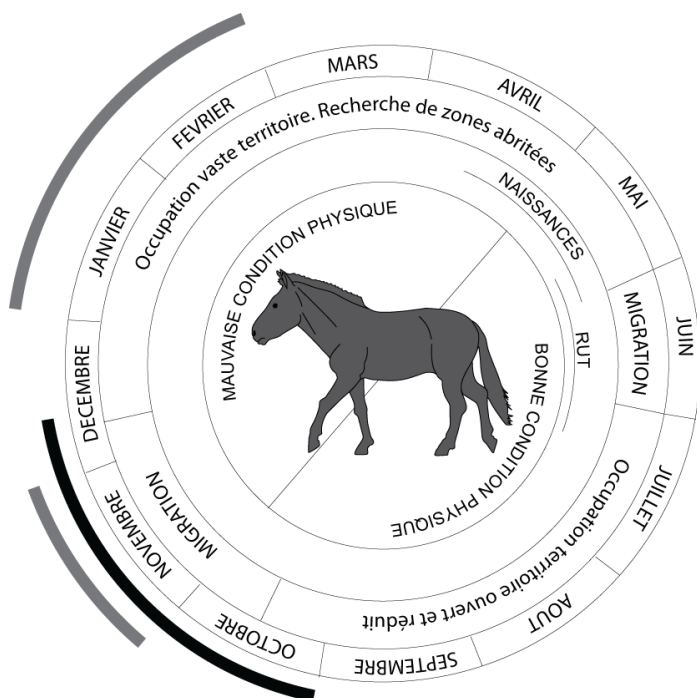 JANVIER
FEVRIER
MARS
AVRIL
MAI
JUIN
JUILLET
AOUT
SEPTEMBRE
OCTOBRE
NOVEMBRE
DECEMBRE
Occupation vaste territoire. Recherche de zones abritées
MIGRATION
Occupation territoire ouvert et réduit
MIGRATION
NAISSANCES
RUT
MAUVAISE CONDITION PHYSIQUE
BONNE CONDITION PHYSIQUE